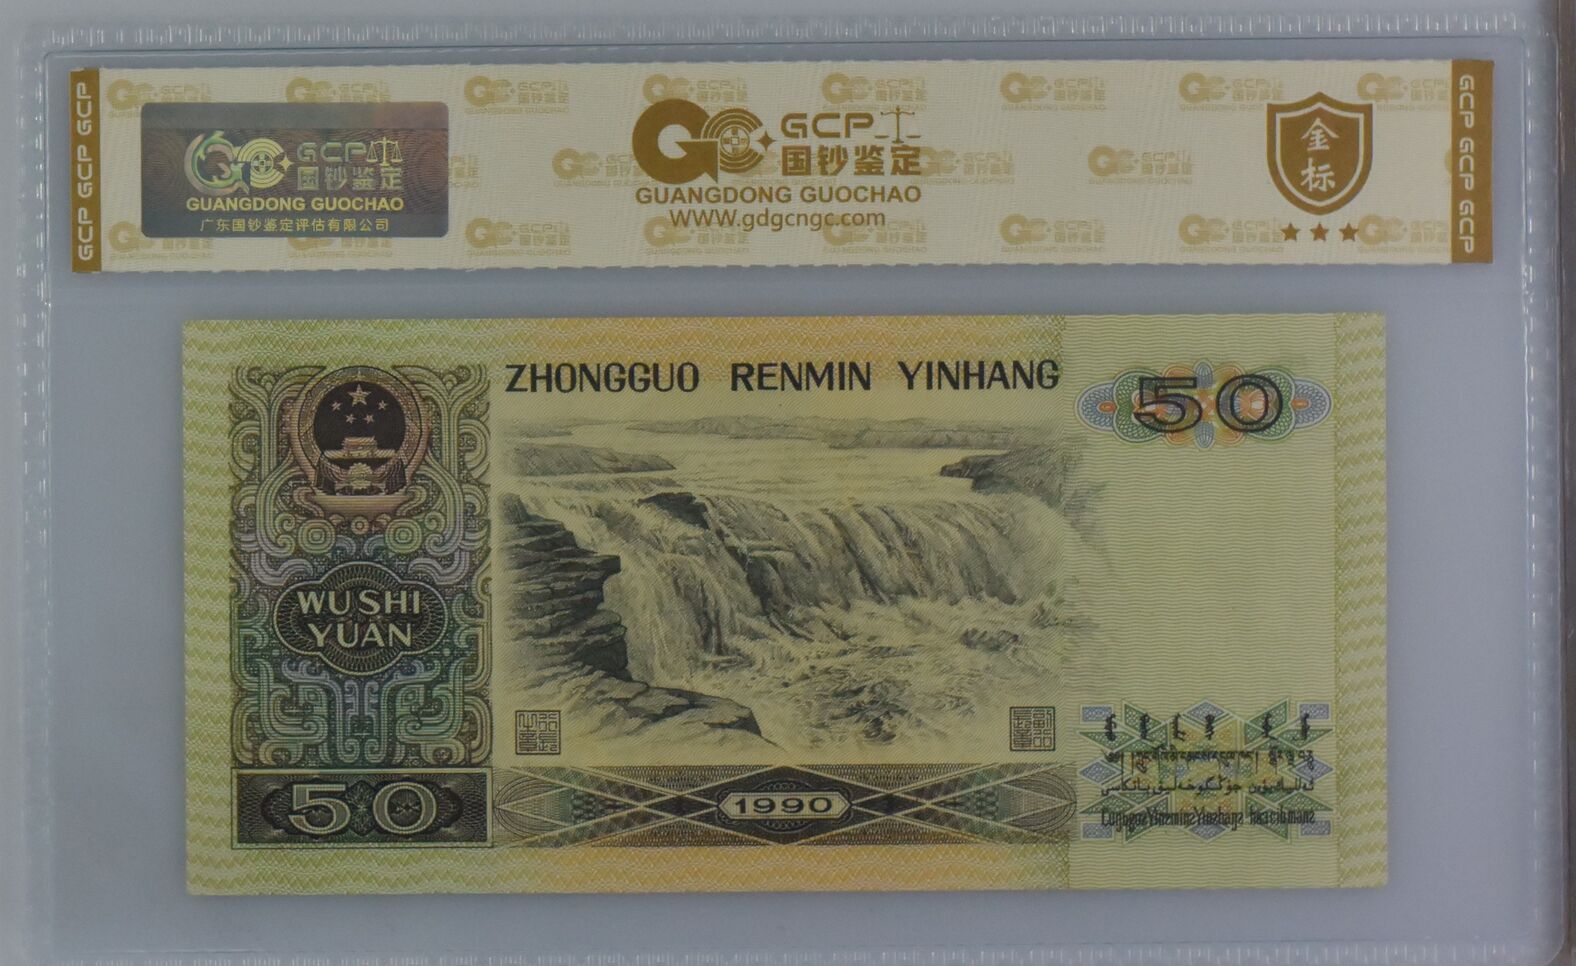 GCP GCP GCP
GCP 国钞鉴定
GUANGDONG GUOCHAO
广东国钞鉴定评估有限公司
GCP 国钞鉴定
GUANGDONG GUOCHAO
WWW.gdgcngc.com
金标
GCP GCP GCP
ZHONGGUO RENMIN YINHANG
50
WU SHI
YUAN
50
1990